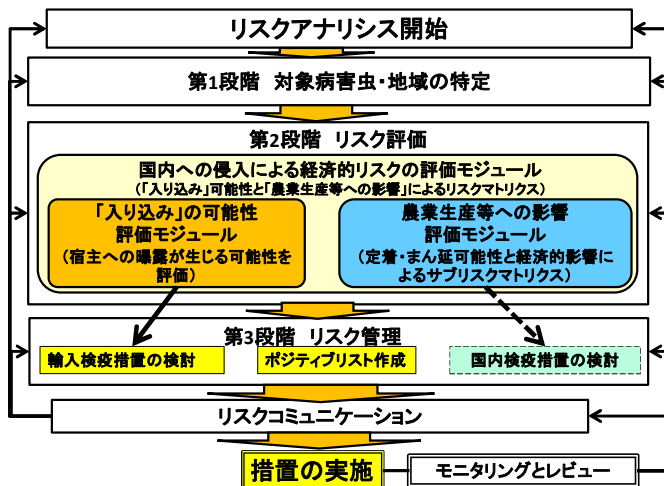 リスクアナリシス開始
第1段階 対象病害虫・地域の特定
第2段階 リスク評価
国内への侵入による経済的リスクの評価モジュール
(「入り込み」可能性と「農業生産等への影響」によるリスクマトリクス)
「入り込み」の可能性
評価モジュール
(宿主への曝露が生じる可能性を
評価)
農業生産等への影響
評価モジュール
(定着・まん延可能性と経済的影響に
よるサブリスクマトリクス)
第3段階 リスク管理
輸入検疫措置の検討
ポジティブリスト作成
国内検疫措置の検討
リスクコミュニケーション
措置の実施
モニタリングとレビュー